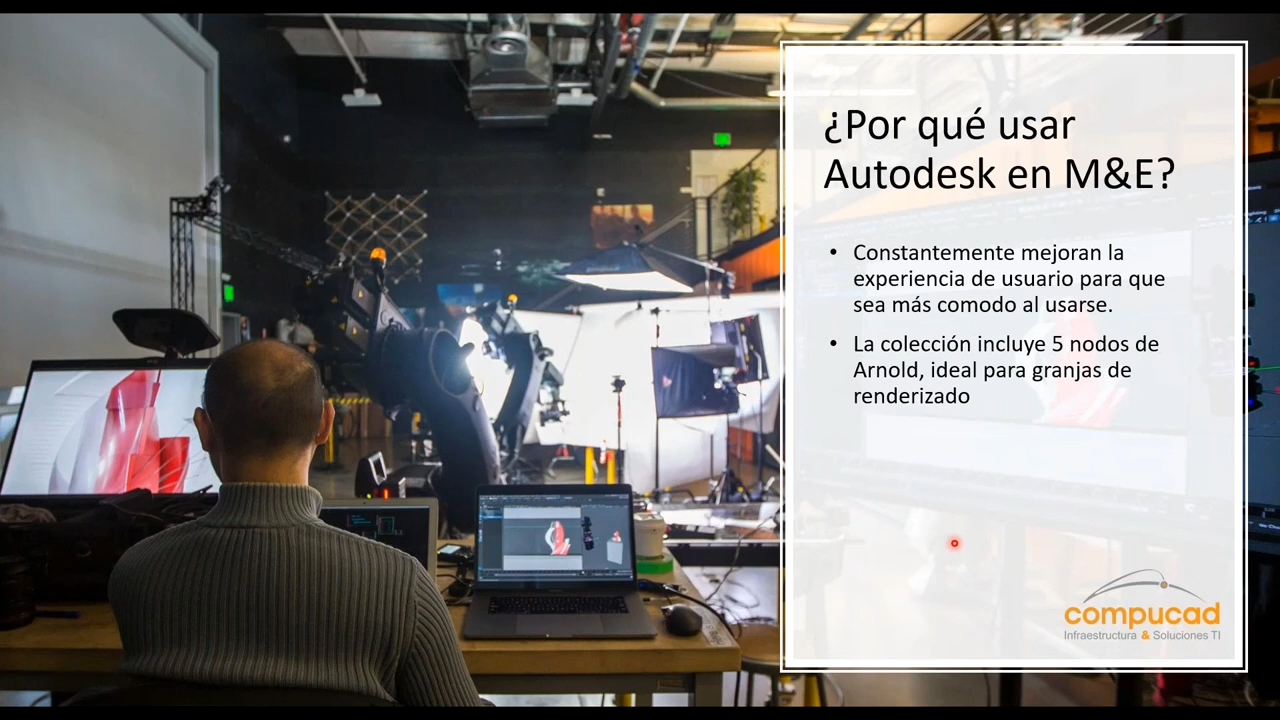 ¿Por qué usar
Autodesk en M&E?
• Constantemente mejoran la
experiencia de usuario para que
sea más comodo al usarse.
• La colección incluye 5 nodos de
Arnold, ideal para granjas de
renderizado
compucad
Infraestructura & Soluciones TI